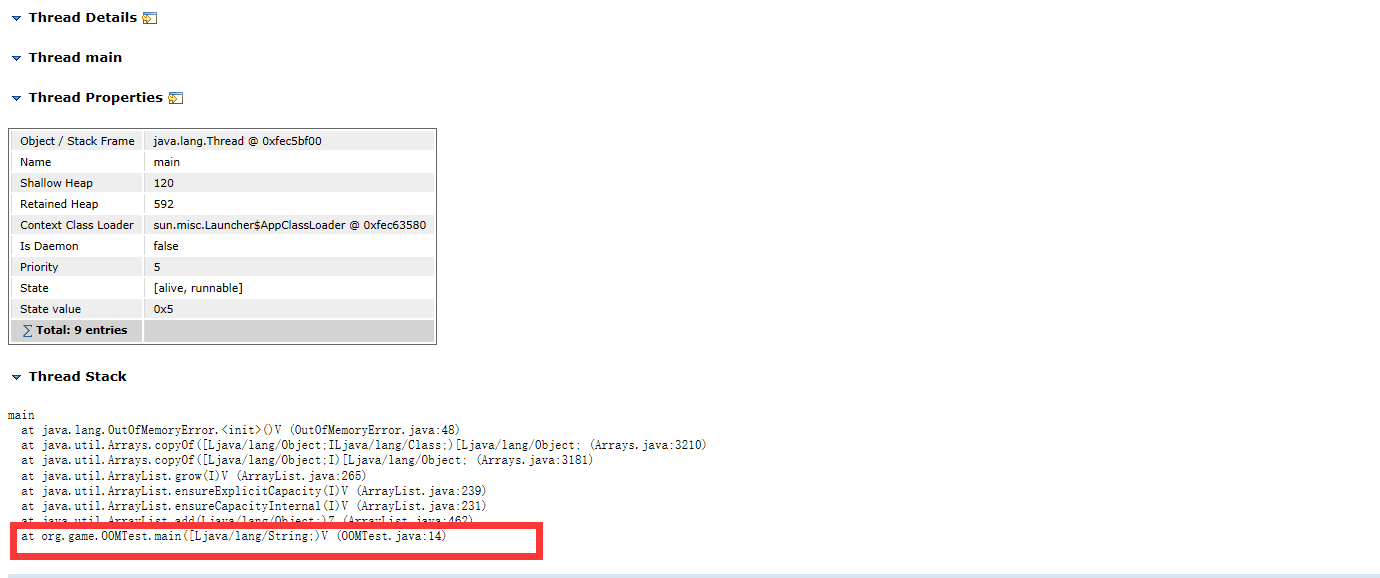 Thread Details
Thread main
Thread Properties
Object / Stack Frame java.lang.Thread @ 0xfec5bf00
Name main
Shallow Heap 120
Retained Heap 592
Context Class Loader sun.misc.Launcher$AppClassLoader @ 0xfec63580
Is Daemon false
Priority 5
State [alive, runnable]
State value 0x5
∑ Total: 9 entries
Thread Stack
main
at java.lang.OutOfMemoryError.<init>()V (OutOfMemoryError.java:48)
at java.util.Arrays.copyOf([Ljava/lang/Object;ILjava/lang/Class;)[Ljava/lang/Object; (Arrays.java:3210)
at java.util.Arrays.copyOf([Ljava/lang/Object;I)[Ljava/lang/Object; (Arrays.java:3181)
at java.util.ArrayList.grow(I)V (ArrayList.java:265)
at java.util.ArrayList.ensureExplicitCapacity(I)V (ArrayList.java:239)
at java.util.ArrayList.ensureCapacityInternal(I)V (ArrayList.java:231)
at java.util.ArrayList.add(Ljava/lang/Object;)Z (ArrayList.java:462)
at org.game.OOMTest.main([Ljava/lang/String;)V (OOMTest.java:14)